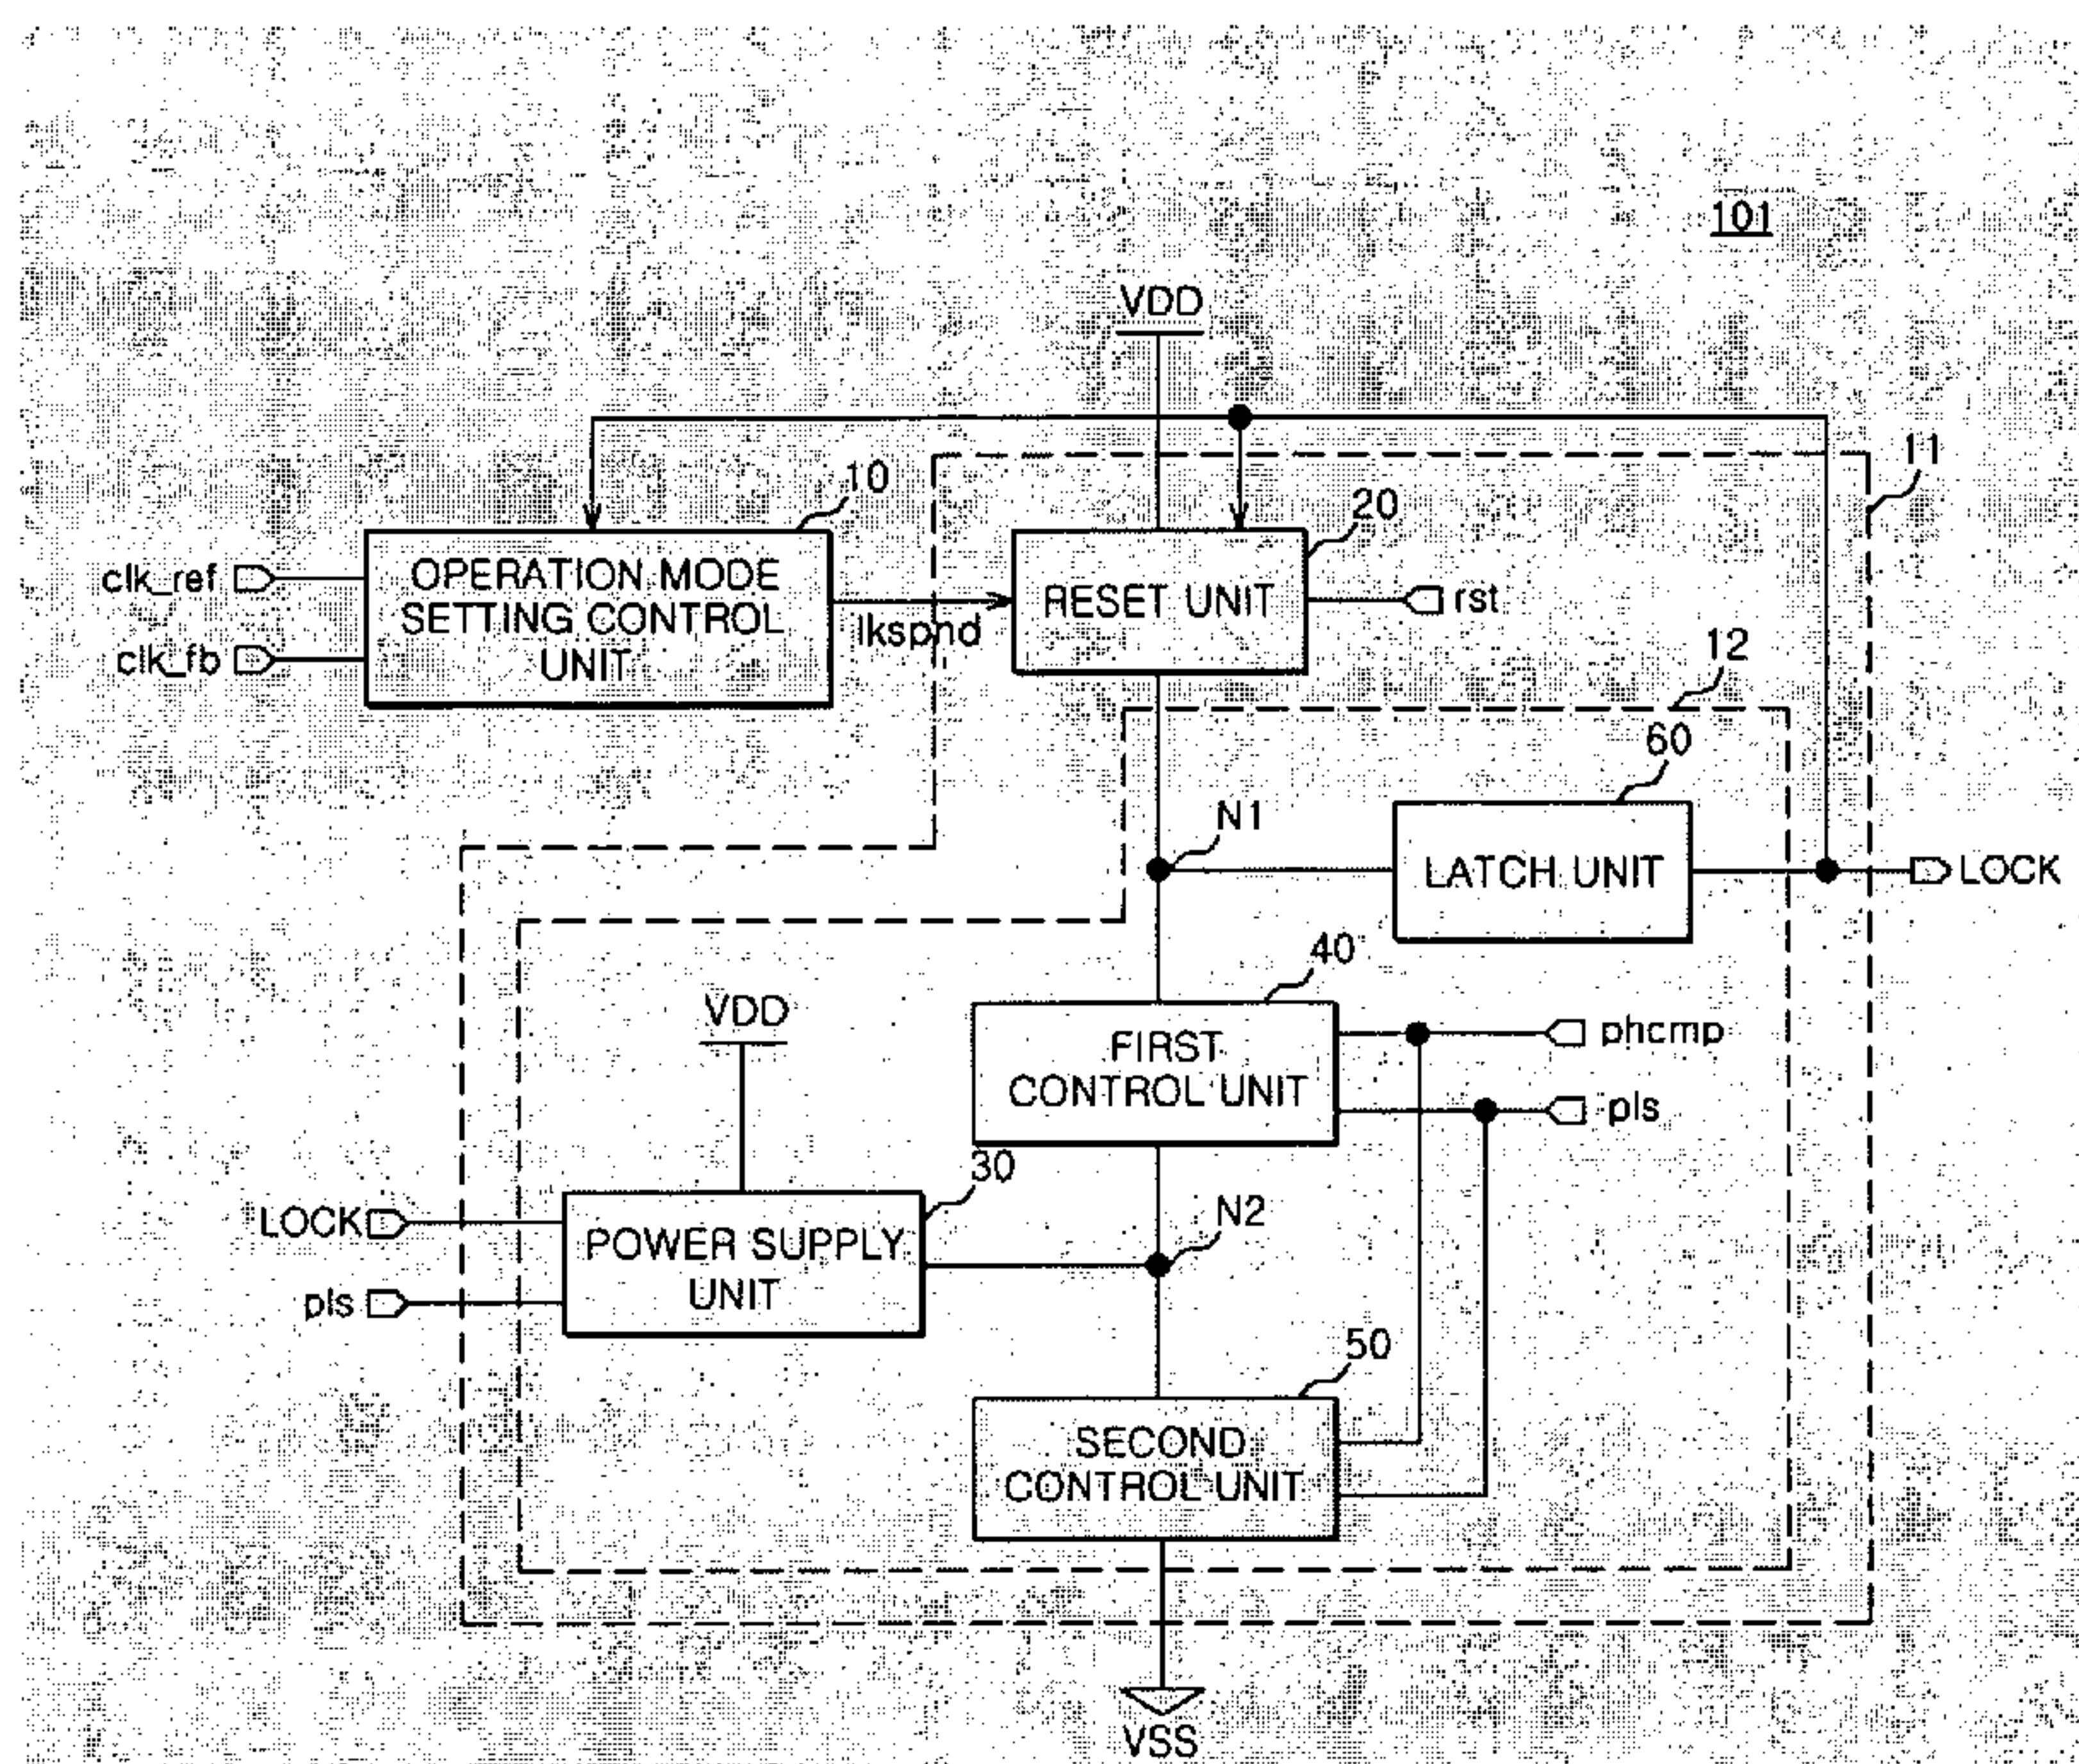 101
VDD
11
10
20
clk_ref
OPERATION MODE
SETTING CONTROL
UNIT
clk_fb
lkspnd
RESET UNIT
rst
12
60
N1
LATCH UNIT
LOCK
40
VDD
FIRST
CONTROL UNIT
phcmp
pls
30
LOCK
POWER SUPPLY
UNIT
pls
N2
50
SECOND
CONTROL UNIT
VSS